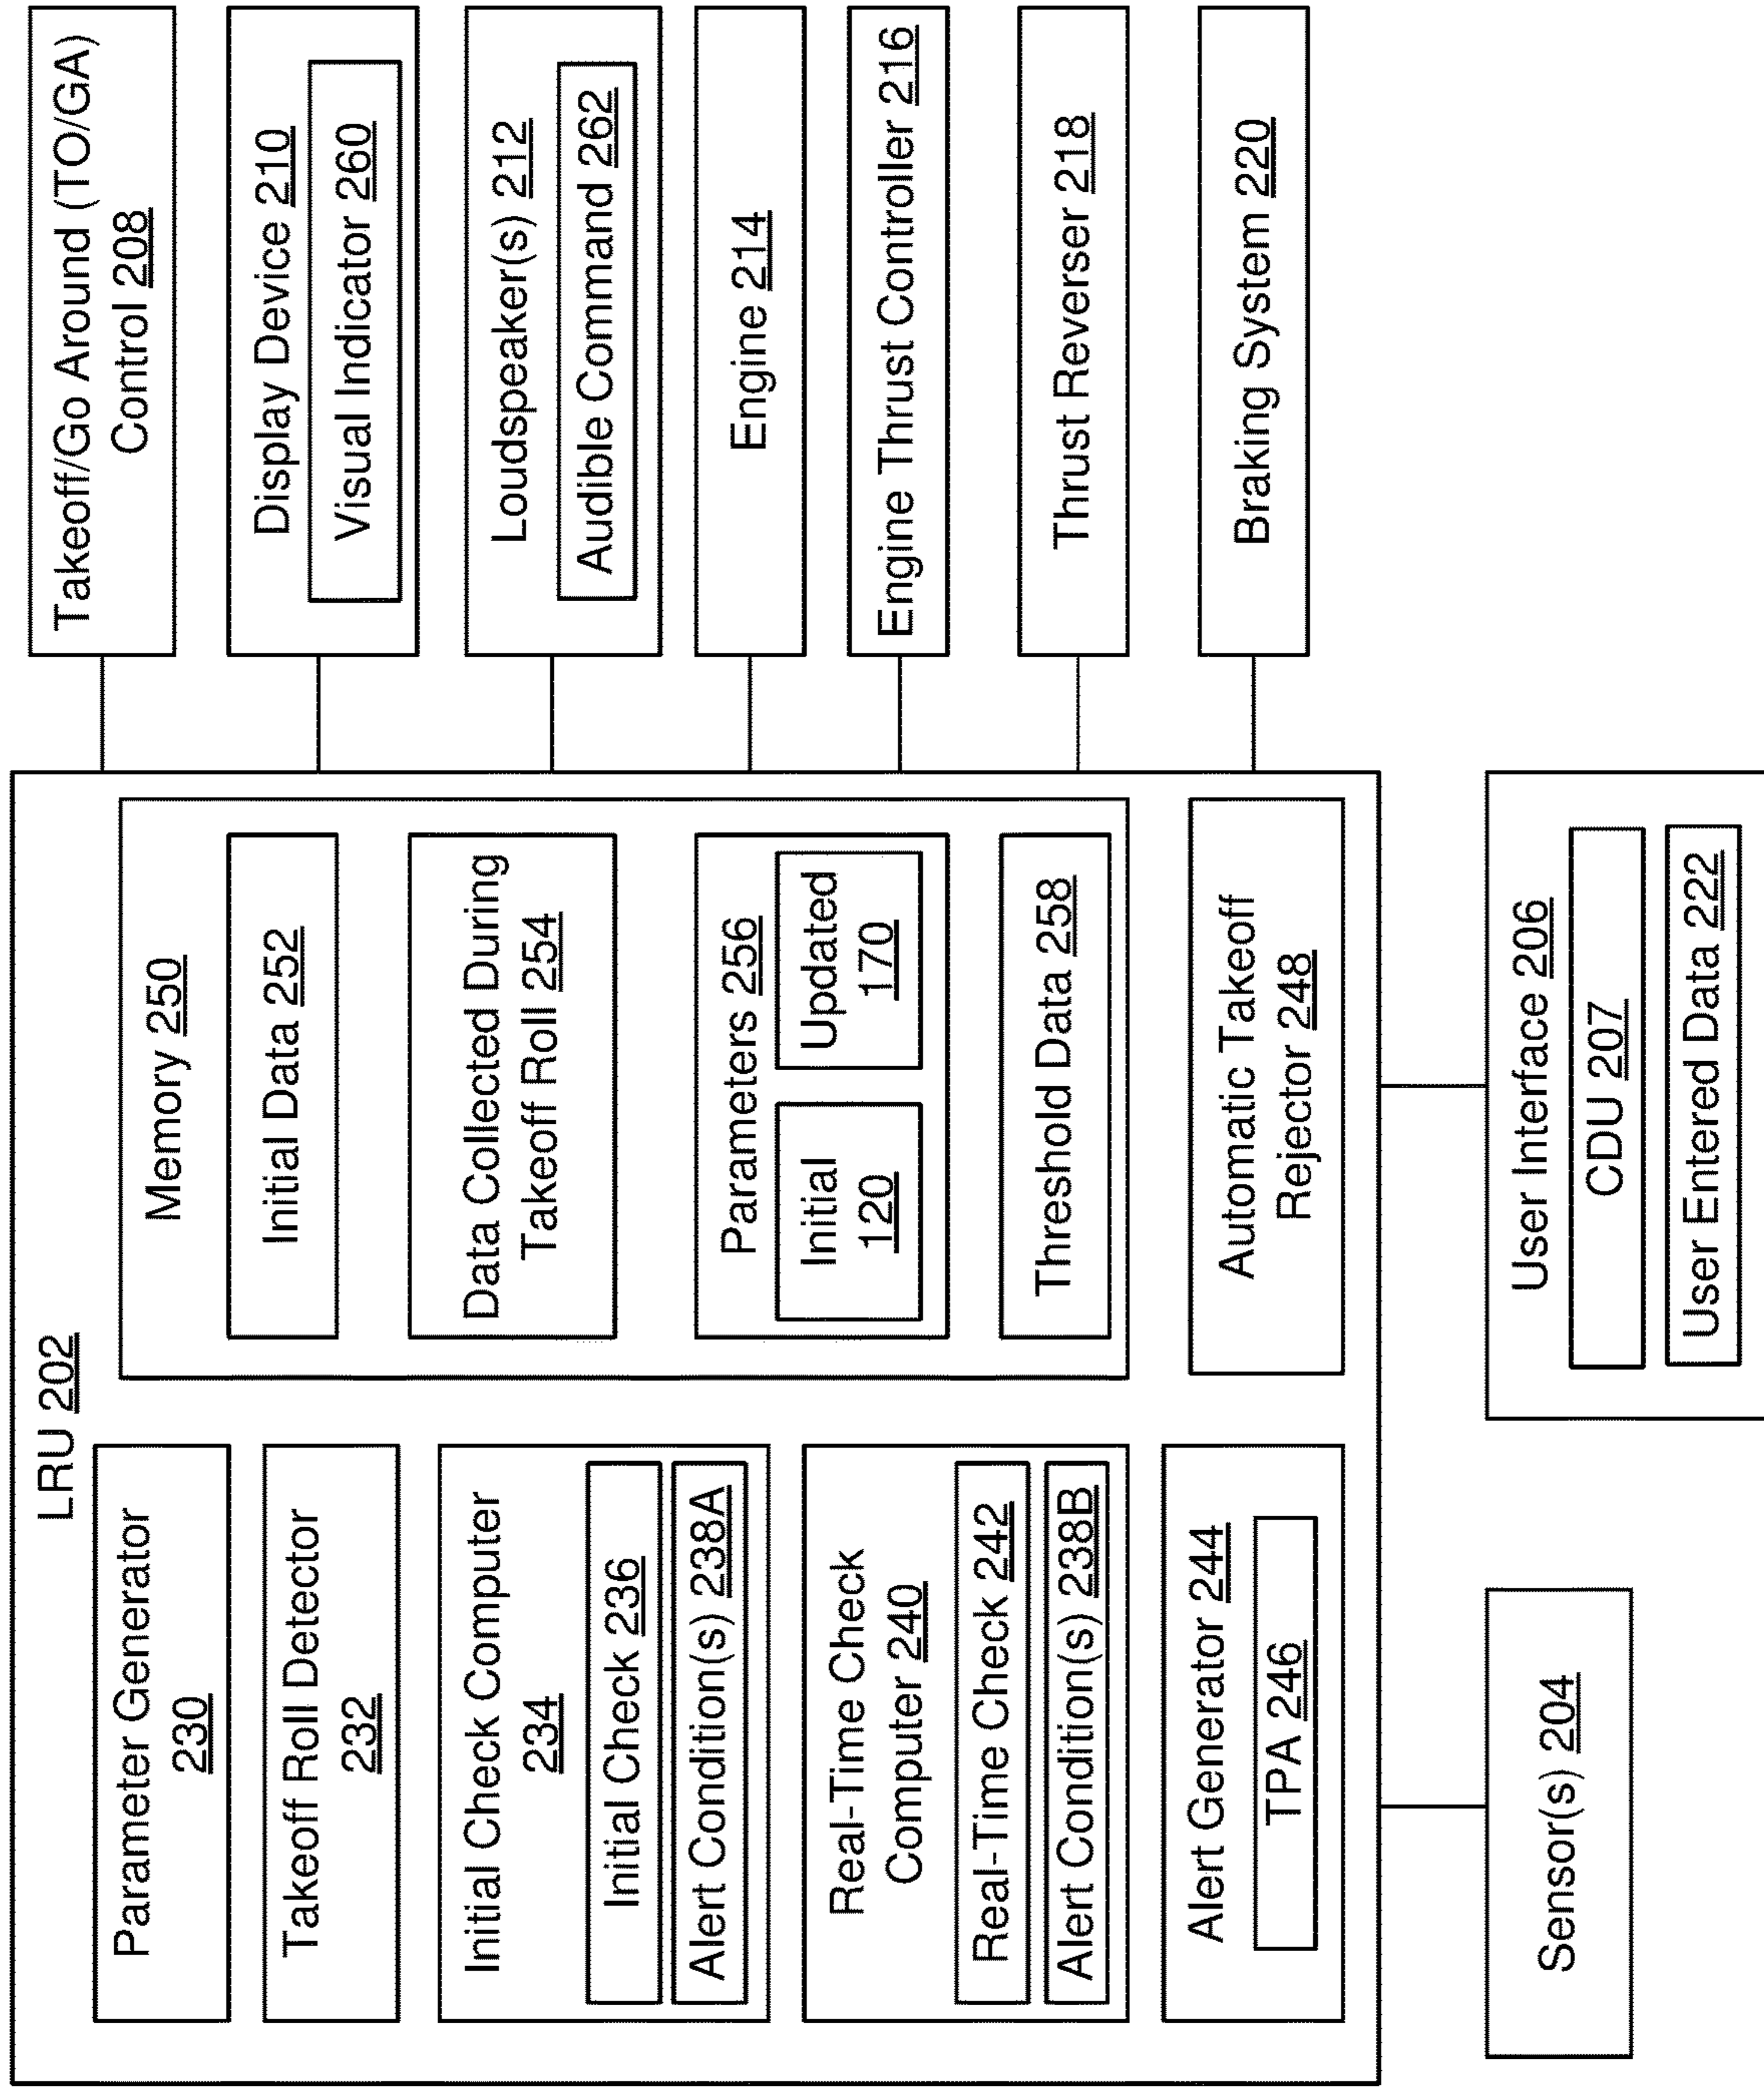 LRU 202
Parameter Generator
230
Takeoff Roll Detector
232
Initial Check Computer
234
Initial Check 236
Alert Condition(s) 238A
Real-Time Check
Computer 240
Real-Time Check 242
Alert Condition(s) 238B
Alert Generator 244
TPA 246
Memory 250
Initial Data 252
Data Collected During
Takeoff Roll 254
Parameters 256
Initial
120
Updated
170
Threshold Data 258
Automatic Takeoff
Rejector 248
Takeoff/Go Around (TO/GA)
Control 208
Display Device 210
Visual Indicator 260
Loudspeaker(s) 212
Audible Command 262
Engine 214
Engine Thrust Controller 216
Thrust Reverser 218
Braking System 220
Sensor(s) 204
User Interface 206
CDU 207
User Entered Data 222